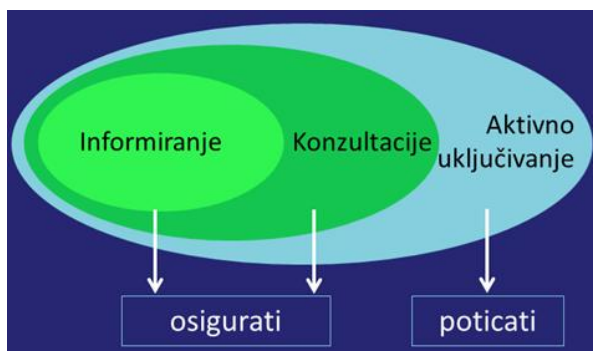 Informiranje
Konzultacije
Aktivno
uključivanje
osigurati
poticati